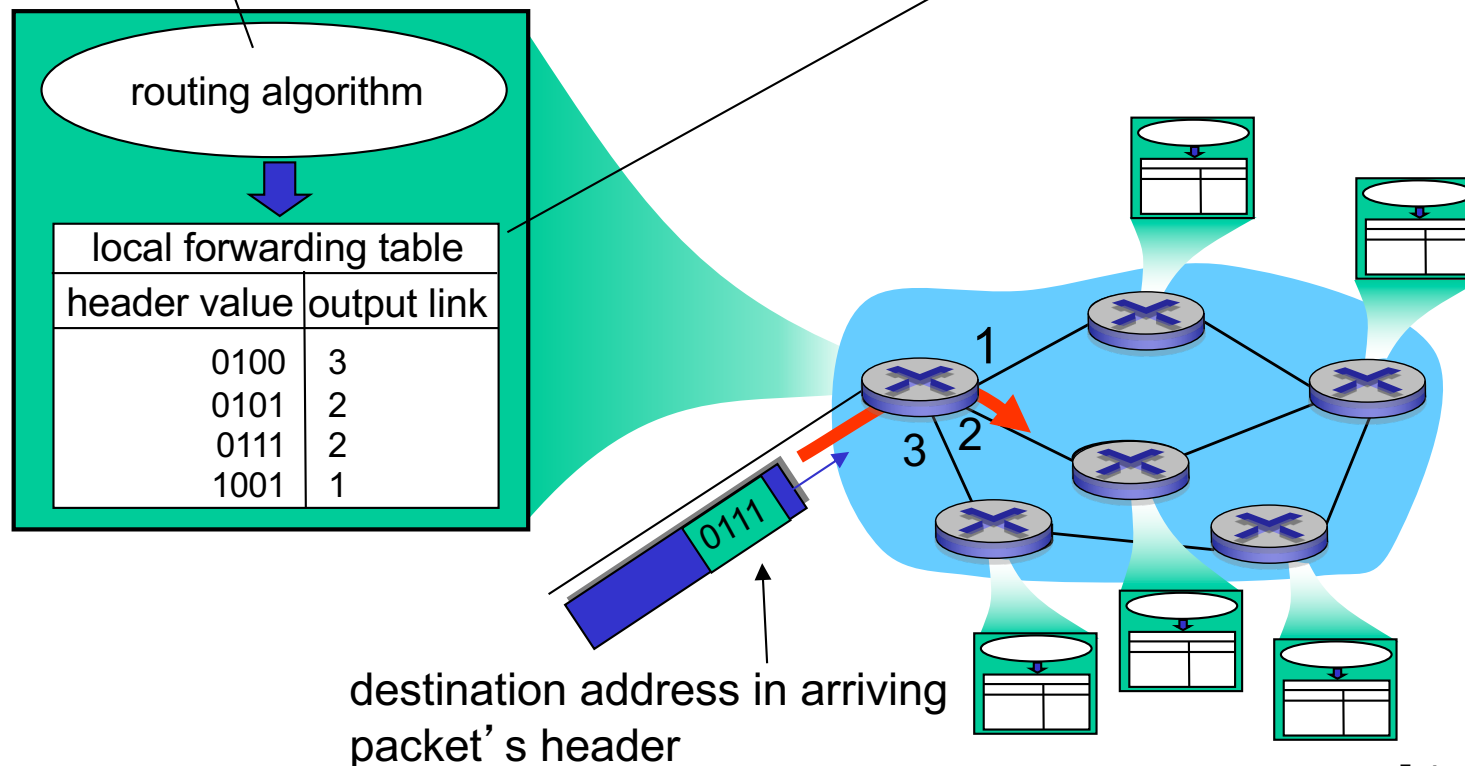 routing algorithm
local forwarding table
header value output link
0100 3
0101 2
0111 2
1001 1
1
2
3
0111
destination address in arriving
packet's header